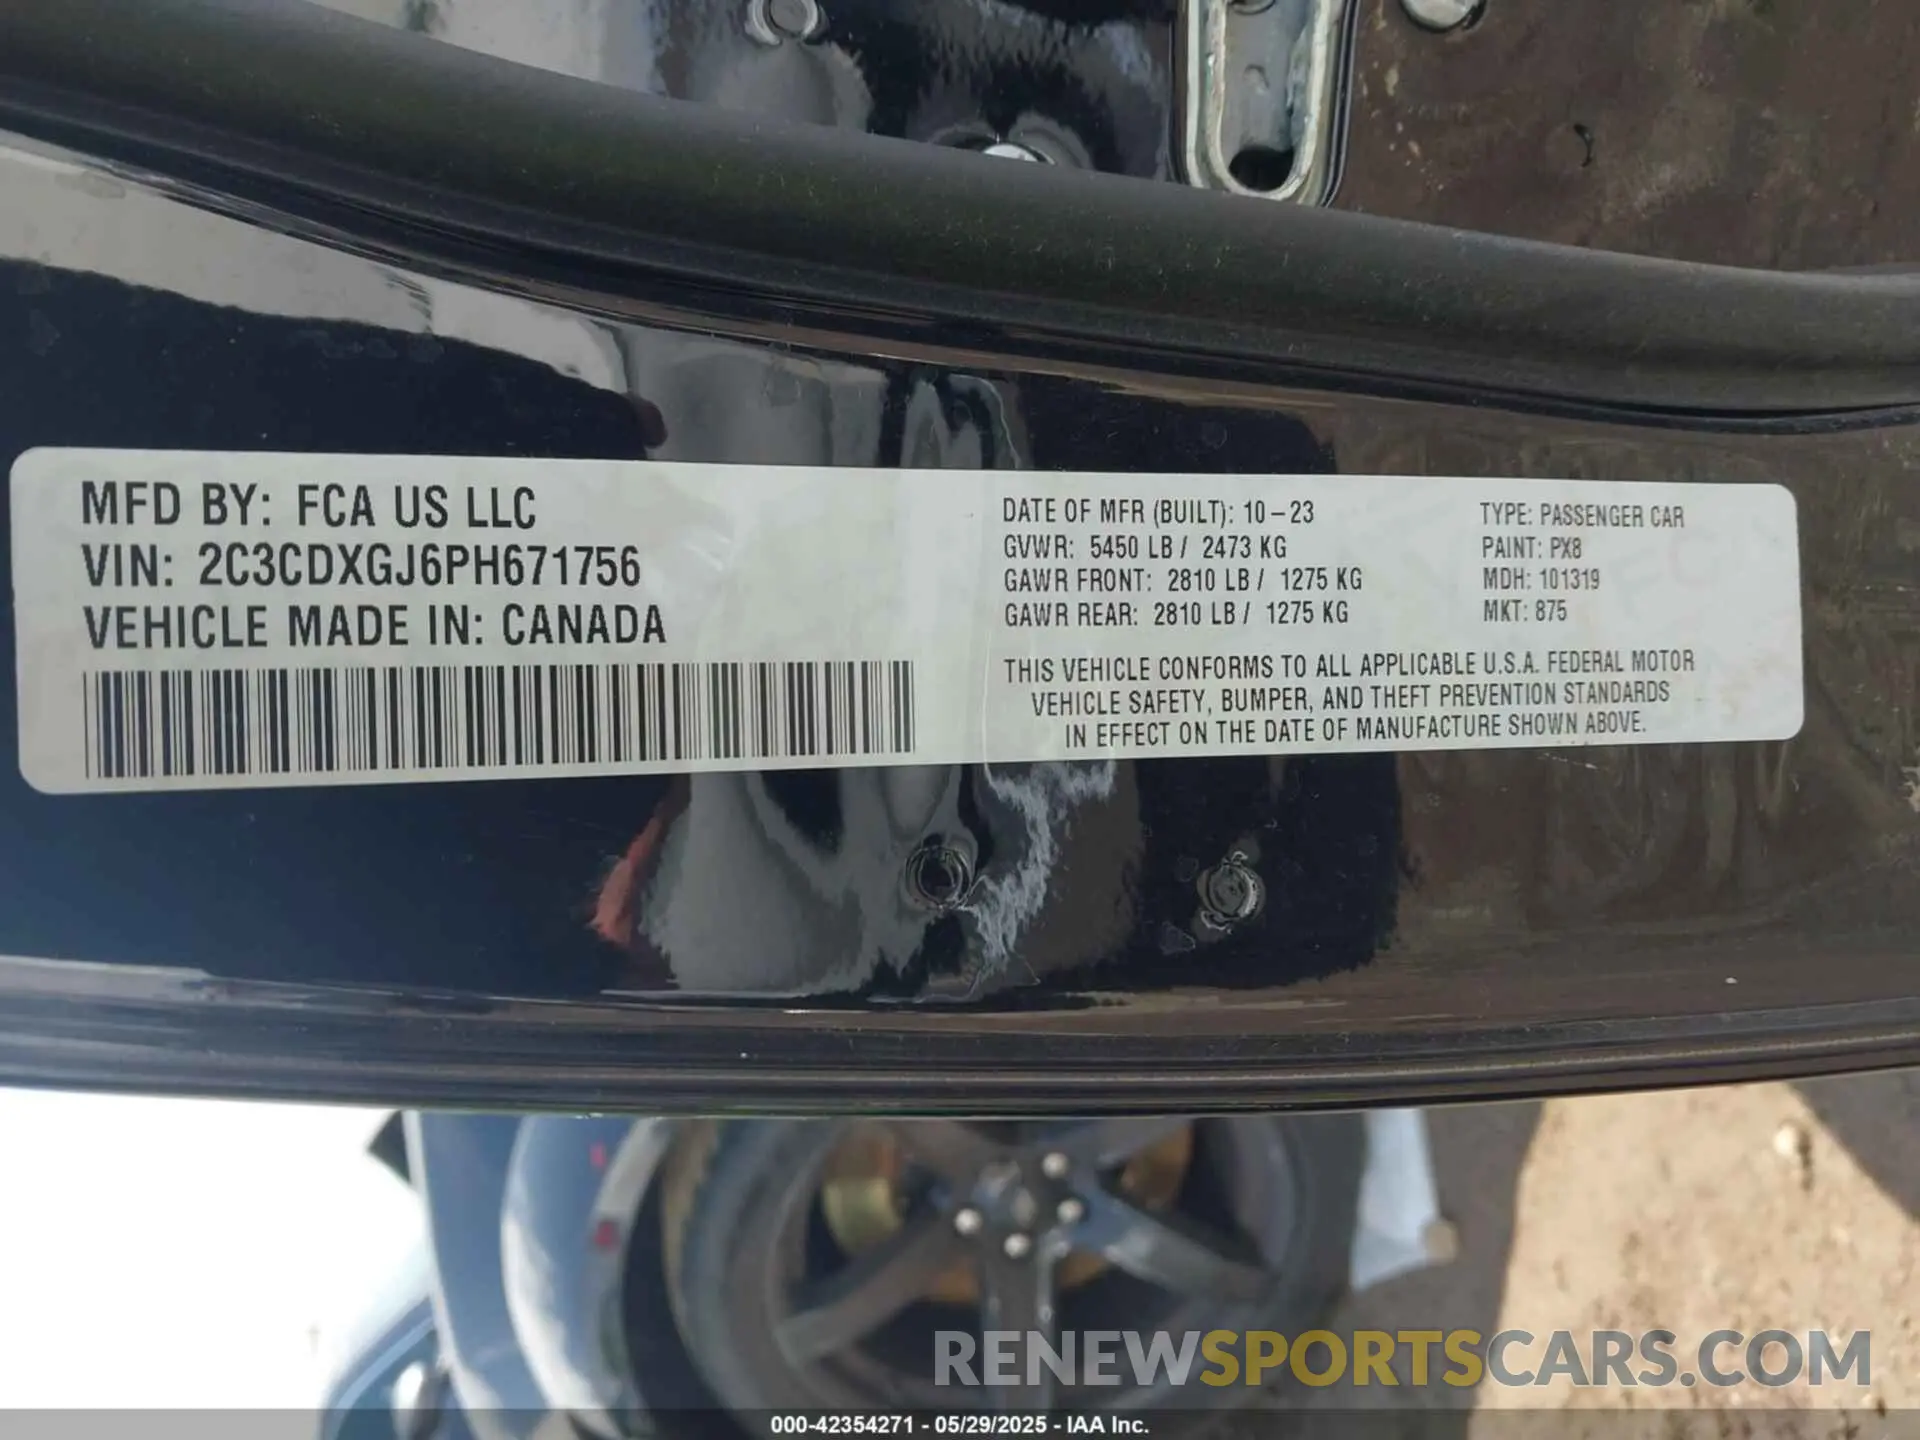 MFD BY: FCA US LLC
VIN: 2C3CDXGJ6PH671756
VEHICLE MADE IN: CANADA
DATE OF MFR (BUILT): 10-23
GVWR: 5450 LB / 2473 KG
GAWR FRONT: 2810 LB / 1275 KG
GAWR REAR: 2810 LB / 1275 KG
TYPE: PASSENGER CAR
PAINT: PX8
MDH: 101319
MKT: 875
THIS VEHICLE CONFORMS TO ALL APPLICABLE U.S.A. FEDERAL MOTOR
VEHICLE SAFETY, BUMPER, AND THEFT PREVENTION STANDARDS
IN EFFECT ON THE DATE OF MANUFACTURE SHOWN ABOVE.
RENEWSPORTSCARS.COM
000-42354271 - 05/29/2025 - IAA Inc.